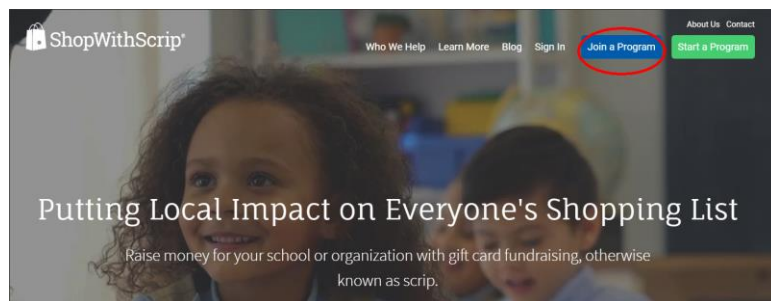 About Us Contact
ShopWithScrip®
Who We Help Learn More Blog Sign In Join a Program Start a Program
Putting Local Impact on Everyone's Shopping List
Raise money for your school or organization with gift card fundraising, otherwise
known as scrip.